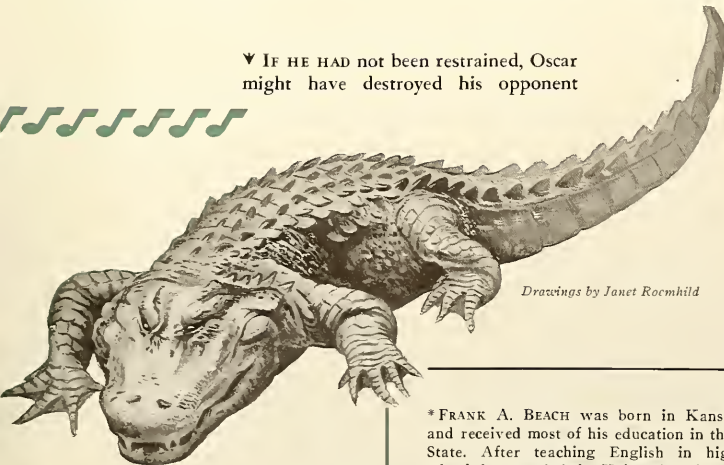 IF HE HAD not been restrained, Oscar
might have destroyed his opponent
Drawings by Janet Roemhild
*FRANK A. BEACH was born in Kans
and received most of his education in th
State. After teaching English in hig